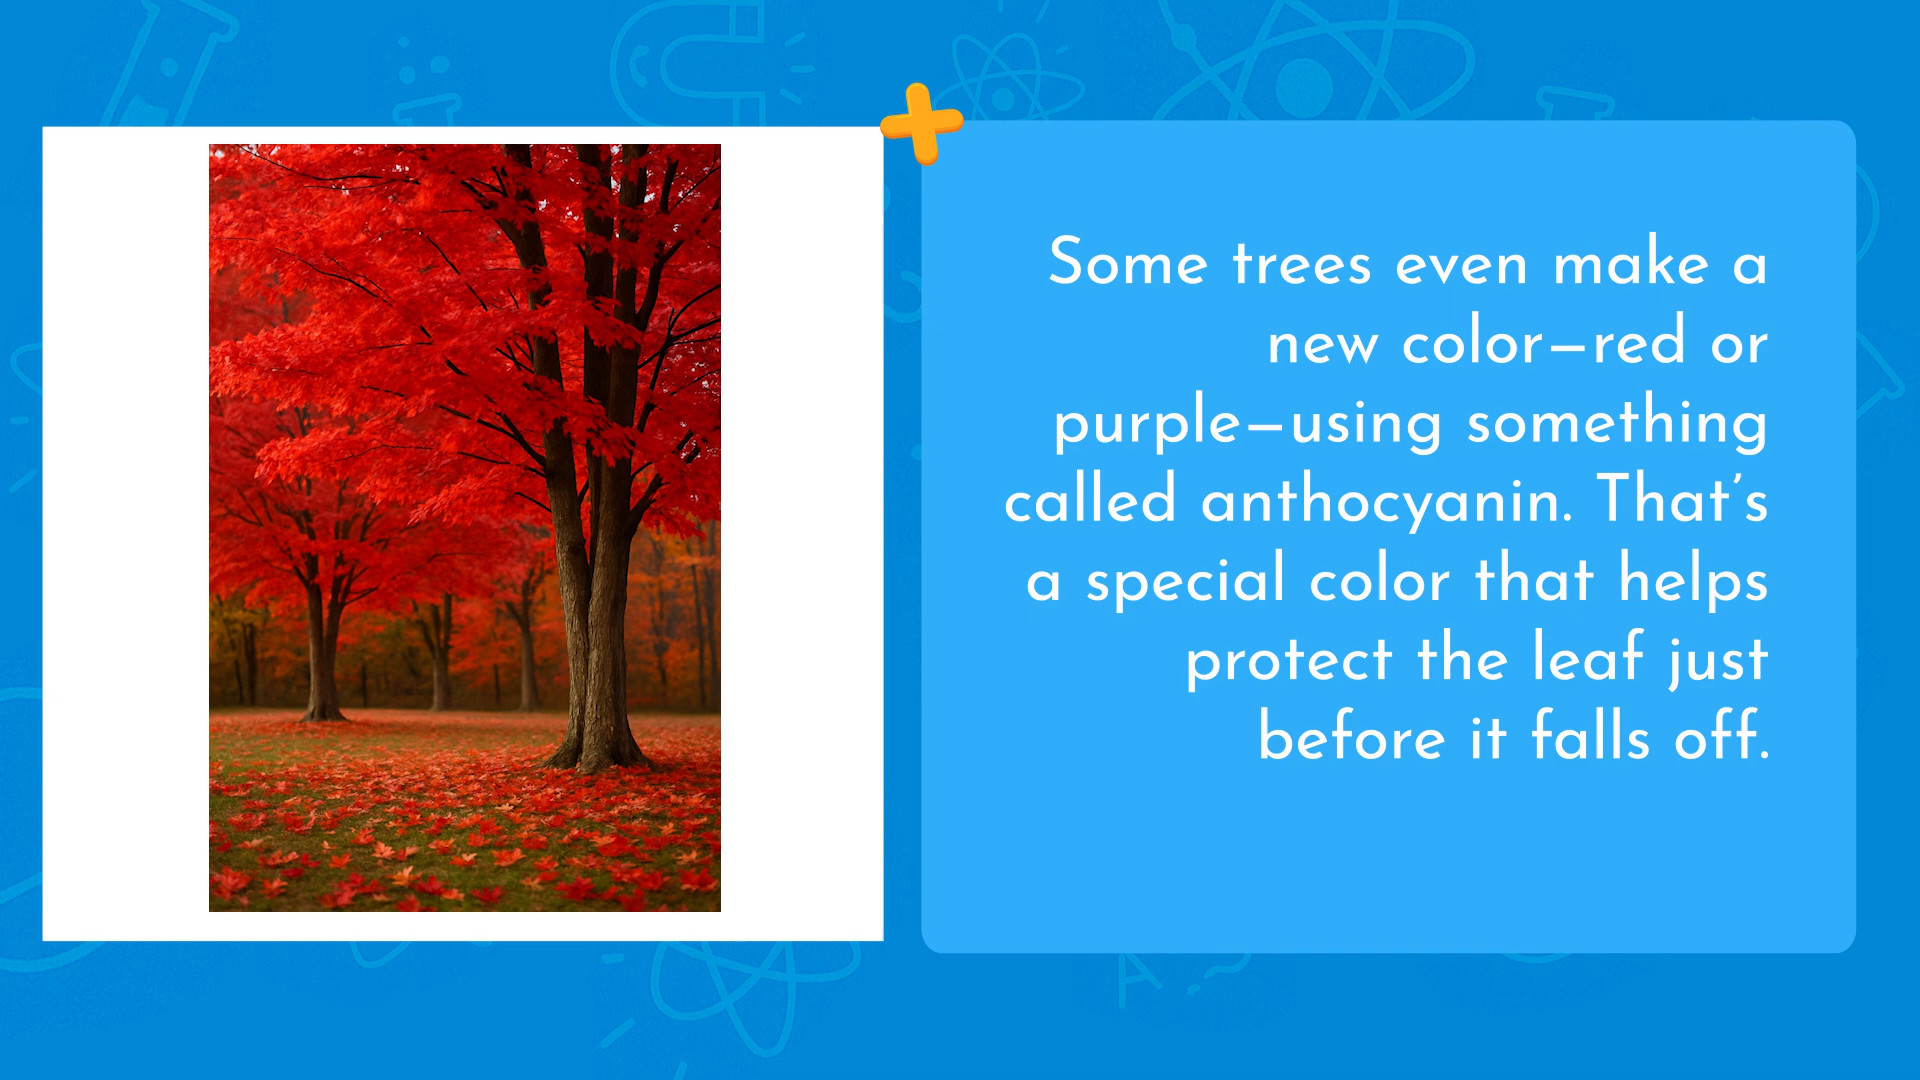 Some trees even make a
new color—red or
purple—using something
called anthocyanin. That’s
a special color that helps
protect the leaf just
before it falls off.